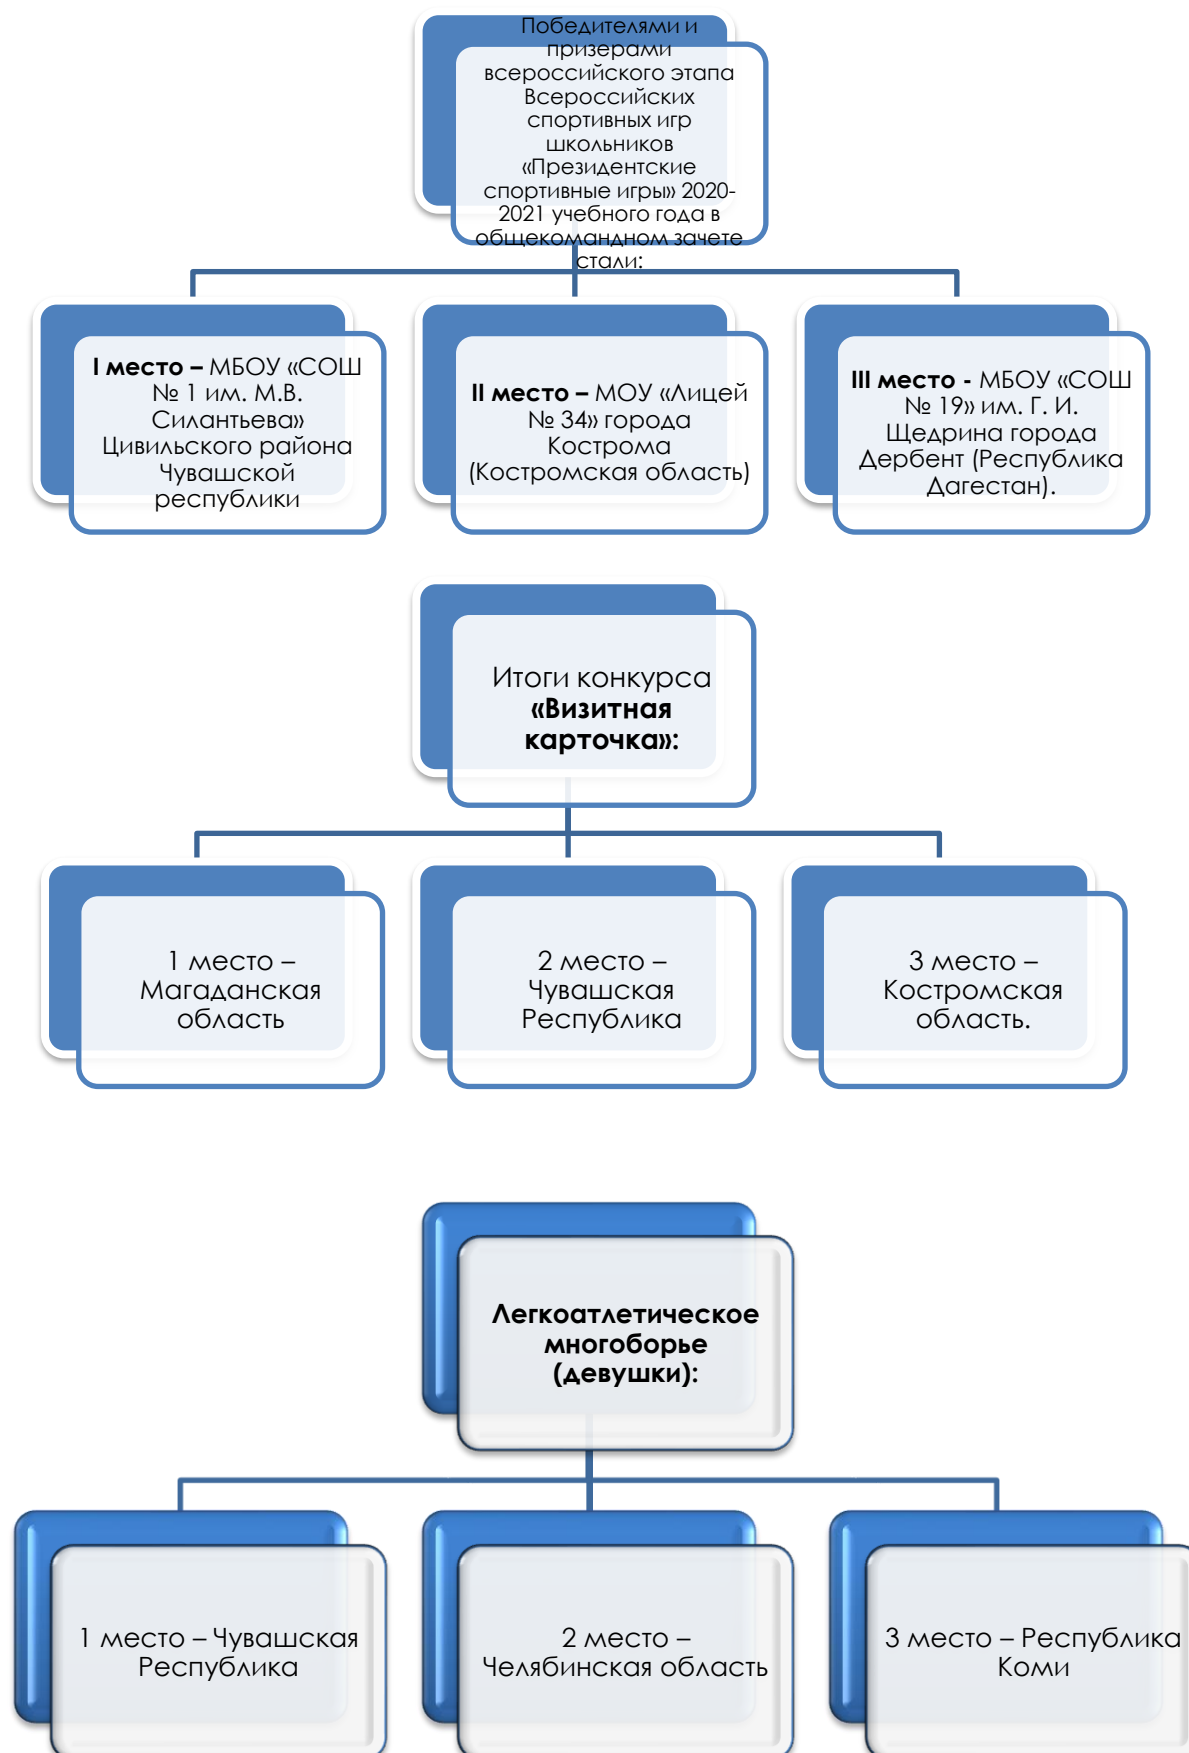 Победителями и
призерами
всероссийского этапа
Всероссийских
спортивных игр
школьников
«Президентские
спортивные игры» 2020-
2021 учебного года в
общекомандном зачете
стали:
I место – МБОУ «СОШ
№ 1 им. М.В.
Силантьева»
Цивильского района
Чувашской
республики
II место – МОУ «Лицей
№ 34» города
Кострома
(Костромская область)
III место - МБОУ «СОШ
№ 19» им. Г. И.
Щедрина города
Дербент (Республика
Дагестан).
Итоги конкурса
«Визитная
карточка»:
1 место –
Магаданская
область
2 место –
Чувашская
Республика
3 место –
Костромская
область.
Легкоатлетическое
многоборье
(девушки):
1 место – Чувашская
Республика
2 место –
Челябинская область
3 место – Республика
Коми